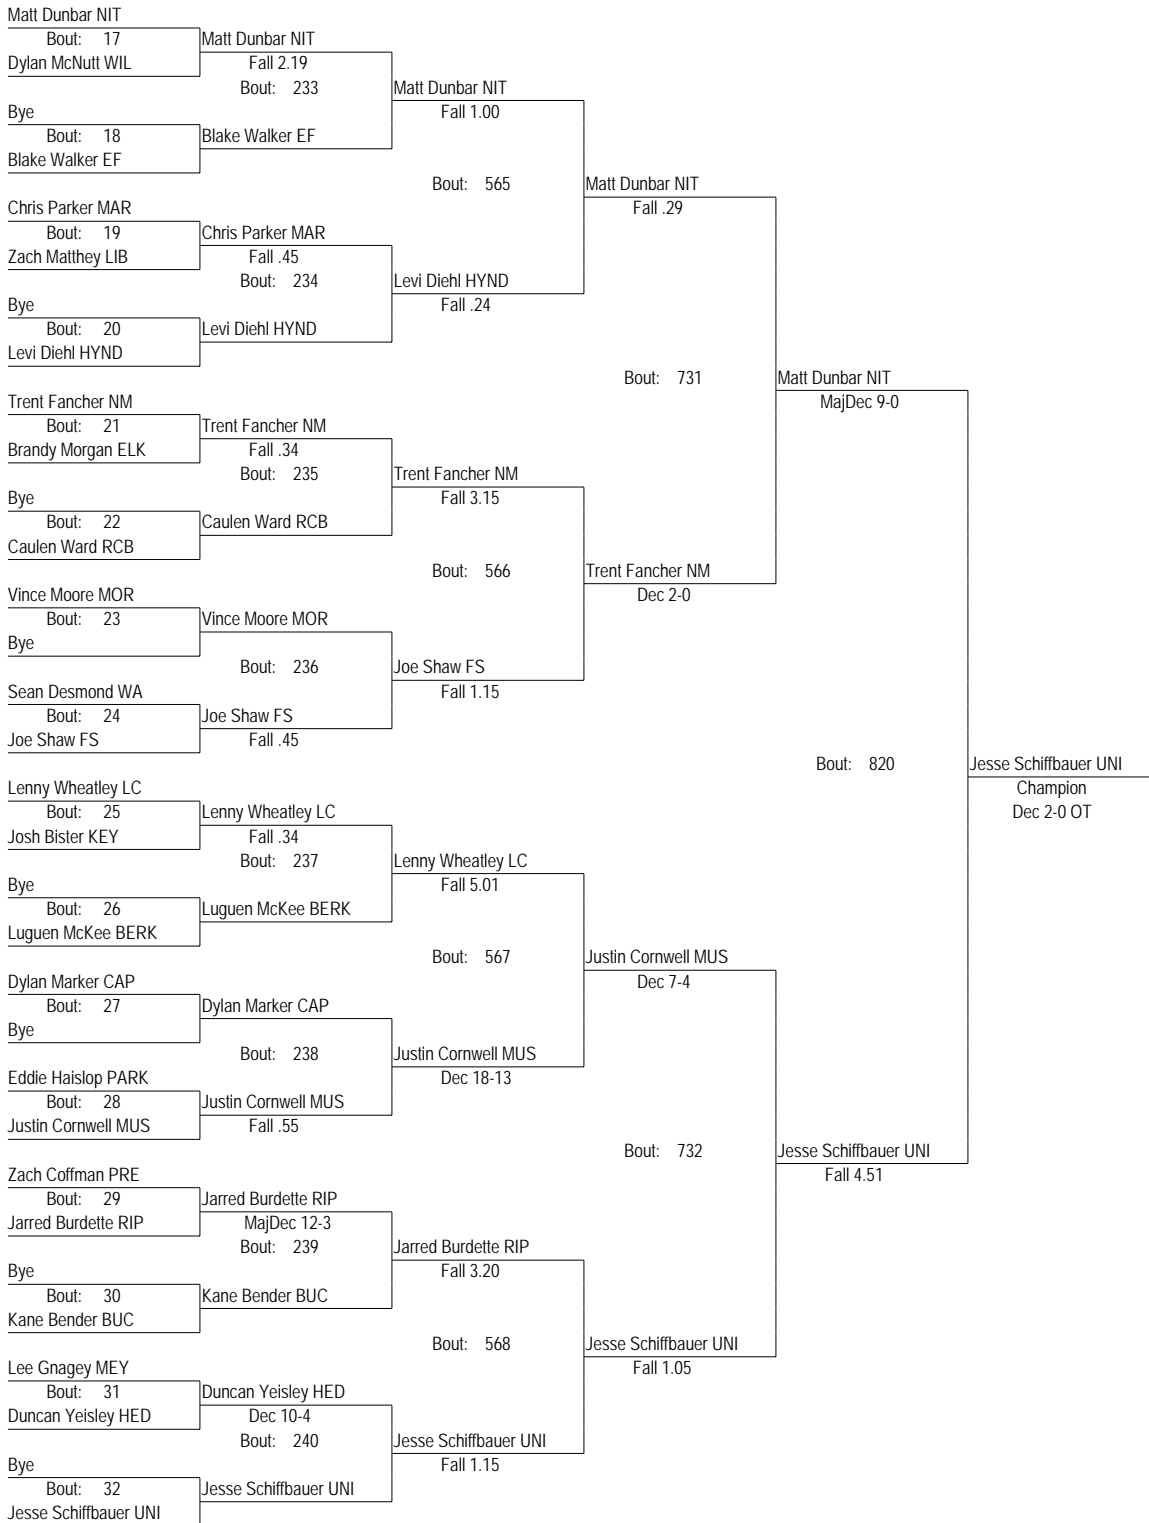 Matt Dunbar NIT
Bout: 17 Matt Dunbar NIT
Dylan McNutt WIL Fall 2.19
Bout: 233 Matt Dunbar NIT
Bye Fall 1.00
Bout: 18 Blake Walker EF
Blake Walker EF
Bout: 565 Matt Dunbar NIT
Chris Parker MAR Fall .29
Bout: 19 Chris Parker MAR
Zach Matthey LIB Fall .45
Bout: 234 Levi Diehl HYND
Bye Fall .24
Bout: 20 Levi Diehl HYND
Levi Diehl HYND
Bout: 731 Matt Dunbar NIT
Trent Fancher NM MajDec 9-0
Bout: 21 Trent Fancher NM
Brandy Morgan ELK Fall .34
Bout: 235 Trent Fancher NM
Bye Fall 3.15
Bout: 22 Caulen Ward RCB
Caulen Ward RCB
Bout: 566 Trent Fancher NM
Vince Moore MOR Dec 2-0
Bout: 23 Vince Moore MOR
Bye
Bout: 236 Joe Shaw FS
Sean Desmond WA Fall 1.15
Bout: 24 Joe Shaw FS
Joe Shaw FS Fall .45
Bout: 820 Jesse Schiffbauer UNI
Lenny Wheatley LC Champion
Bout: 25 Lenny Wheatley LC Dec 2-0 OT
Josh Bister KEY Fall .34
Bout: 237 Lenny Wheatley LC
Bye Fall 5.01
Bout: 26 Luguen McKee BERK
Luguen McKee BERK
Bout: 567 Justin Cornwell MUS
Dylan Marker CAP Dec 7-4
Bout: 27 Dylan Marker CAP
Bye
Bout: 238 Justin Cornwell MUS
Eddie Haislop PARK Dec 18-13
Bout: 28 Justin Cornwell MUS
Justin Cornwell MUS Fall .55
Bout: 732 Jesse Schiffbauer UNI
Zach Coffman PRE Fall 4.51
Bout: 29 Jarred Burdette RIP
Jarred Burdette RIP MajDec 12-3
Bout: 239 Jarred Burdette RIP
Bye Fall 3.20
Bout: 30 Kane Bender BUC
Kane Bender BUC
Bout: 568 Jesse Schiffbauer UNI
Lee Gnagey MEY Fall 1.05
Bout: 31 Duncan Yeisley HED
Duncan Yeisley HED Dec 10-4
Bout: 240 Jesse Schiffbauer UNI
Bye Fall 1.15
Bout: 32 Jesse Schiffbauer UNI
Jesse Schiffbauer UNI